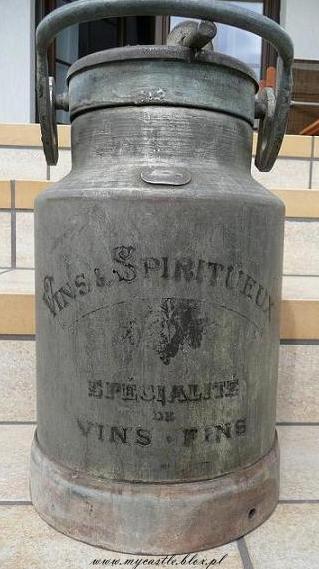 VINS & SPIRITUEUX
SPÉCIALITÉ
DE
VINS · FINS
www.mycastle.blox.pl